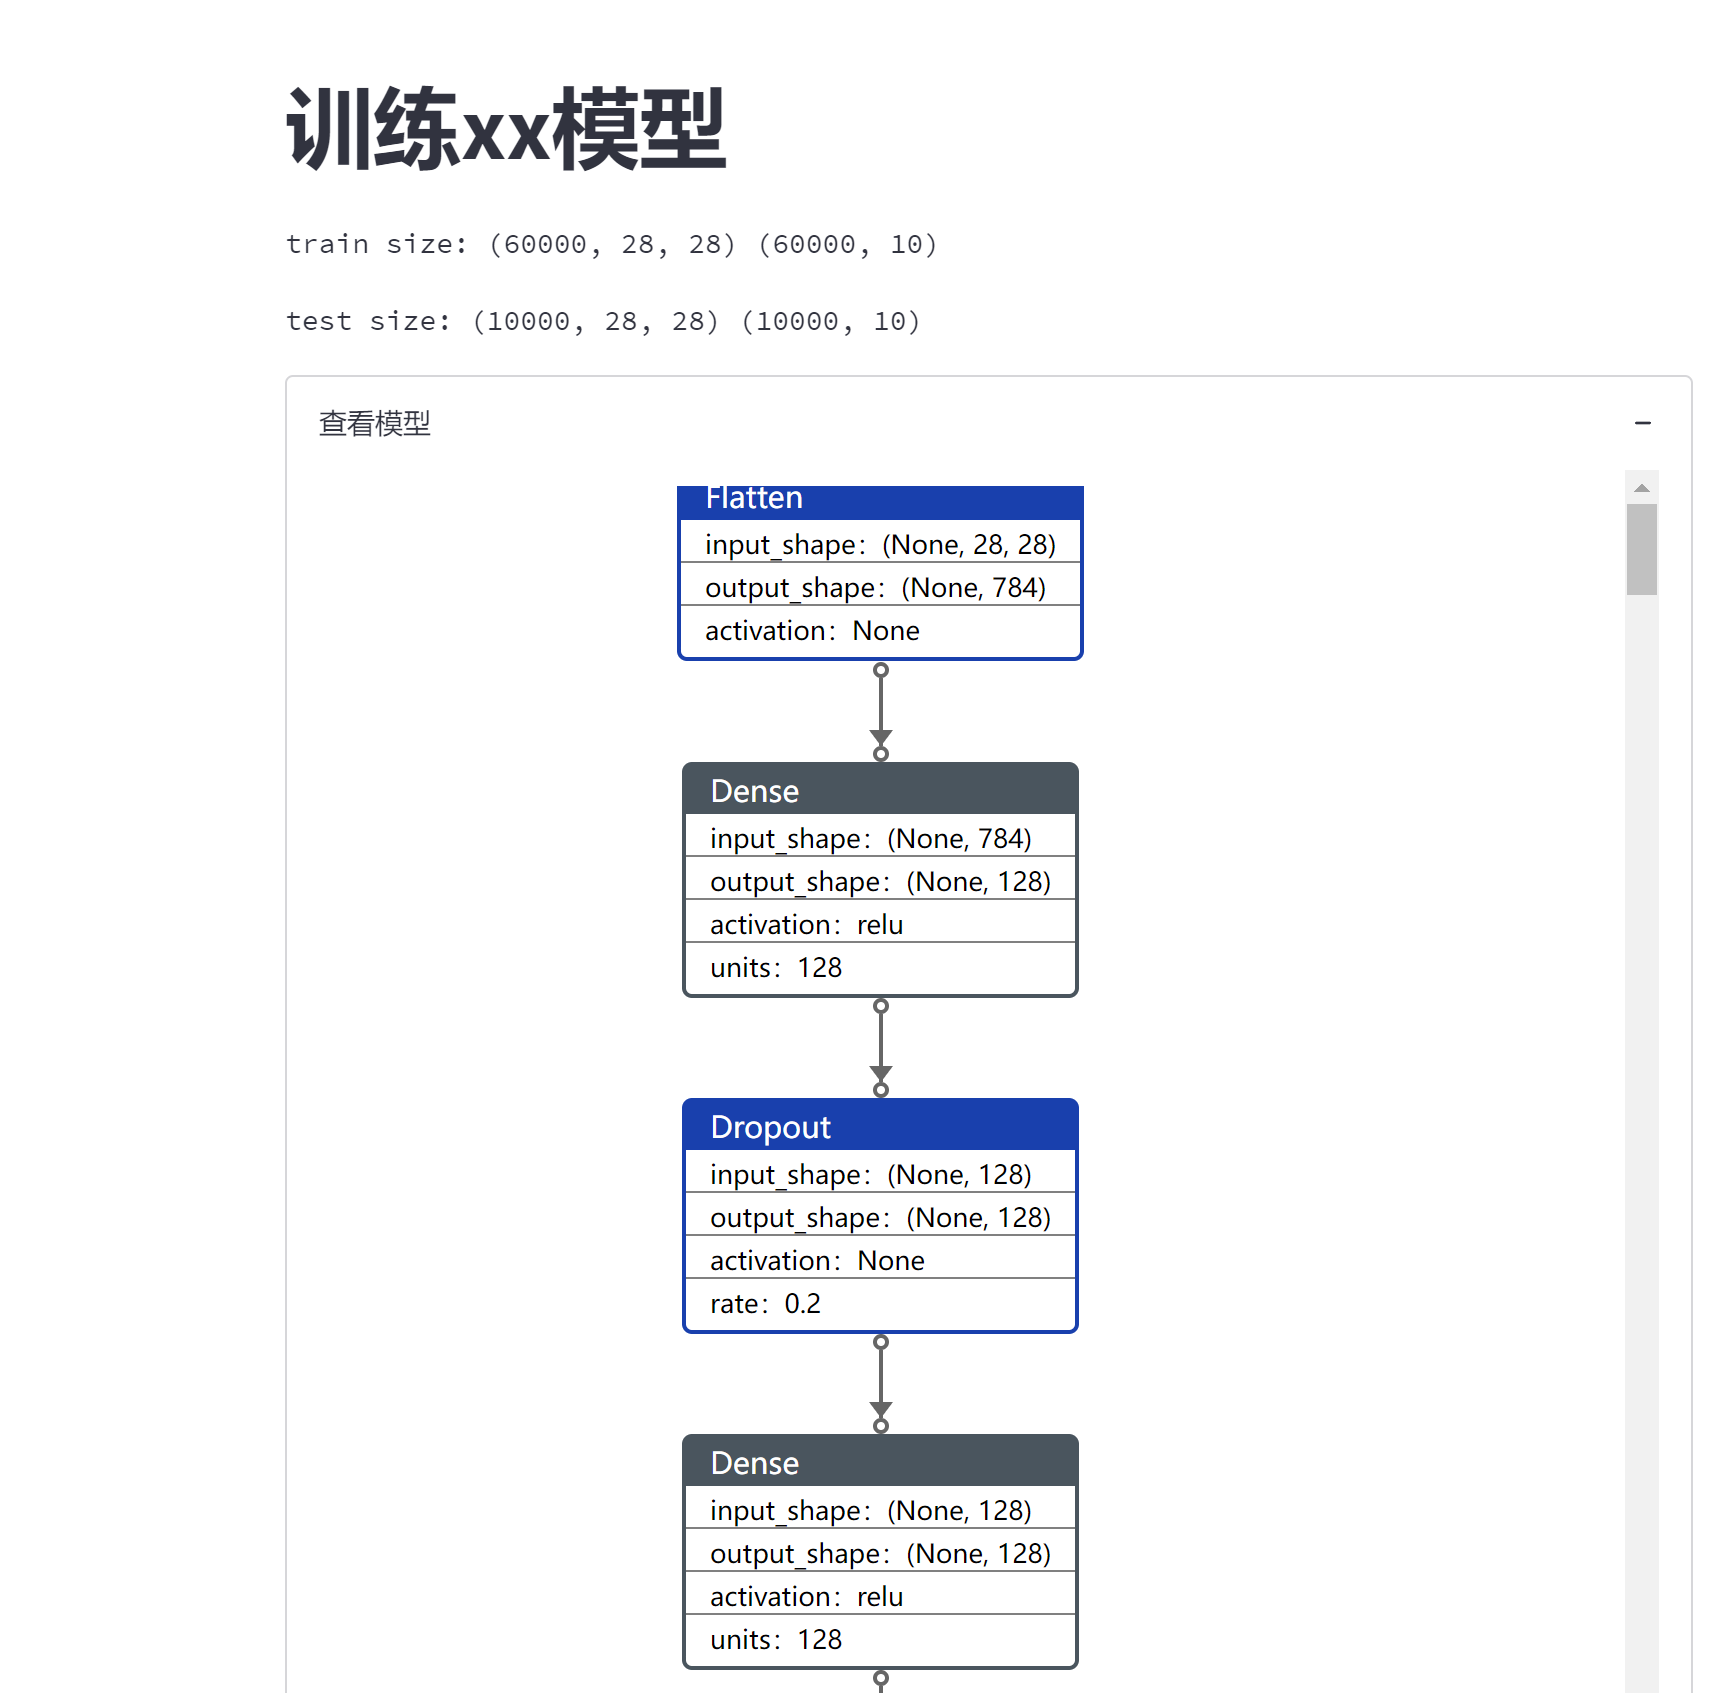 训练xx模型
train size: (60000, 28, 28) (60000, 10)
test size: (10000, 28, 28) (10000, 10)
查看模型
Flatten
input_shape：(None, 28, 28)
output_shape：(None, 784)
activation：None
Dense
input_shape：(None, 784)
output_shape：(None, 128)
activation：relu
units：128
Dropout
input_shape：(None, 128)
output_shape：(None, 128)
activation：None
rate：0.2
Dense
input_shape：(None, 128)
output_shape：(None, 128)
activation：relu
units：128